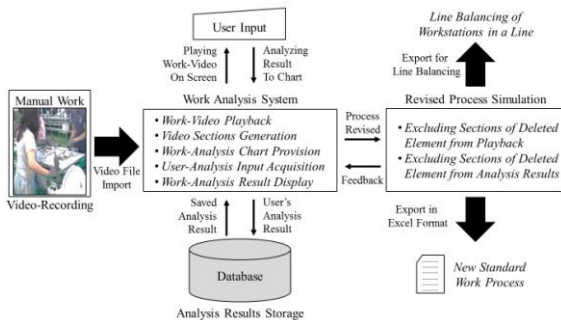 User Input
Line Balancing of
Workstations in a Line
Playing
Work-Video
On Screen
Analyzing
Result
To Chart
Export for
Line Balancing
Manual Work
Work Analysis System
Revised Process Simulation
•Work-Video Playback
•Video Sections Generation
•Work-Analysis Chart Provision
•User-Analysis Input Acquisition
•Work-Analysis Result Display
Process
Revised
Feedback
•Excluding Sections of Deleted
Element from Playback
•Excluding Sections of Deleted
Element from Analysis Results
Video File
Import
Video-Recording
Saved
Analysis
Result
User's
Analysis
Result
Export in
Excel Format
Database
New Standard
Work Process
Analysis Results Storage